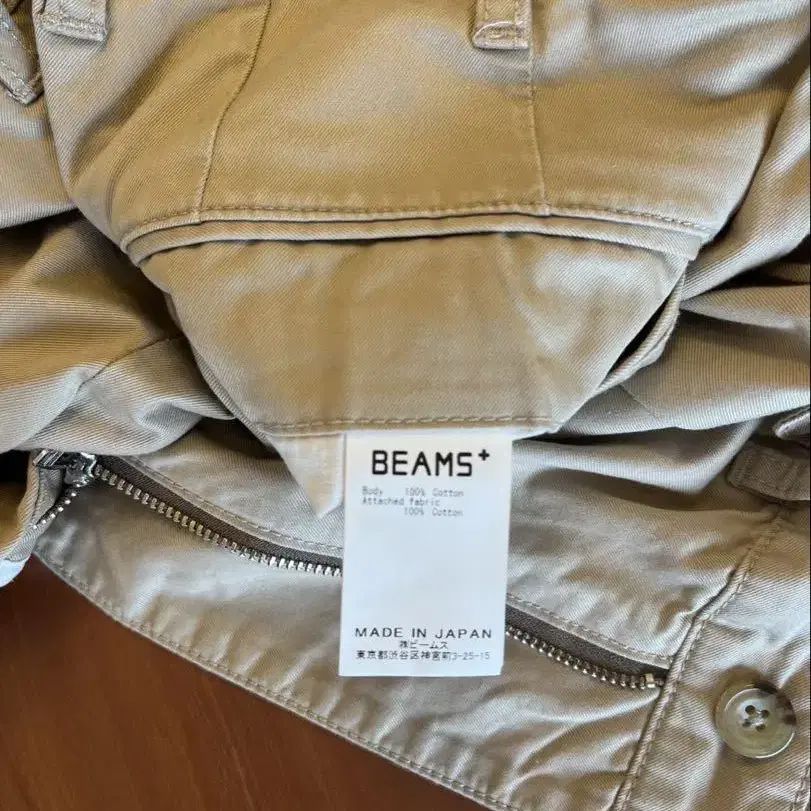 BEAMS+
Body 100% Cotton
Attached fabric
100% Cotton
MADE IN JAPAN
㈱ビームス
東京都渋谷区神宮前3-25-15